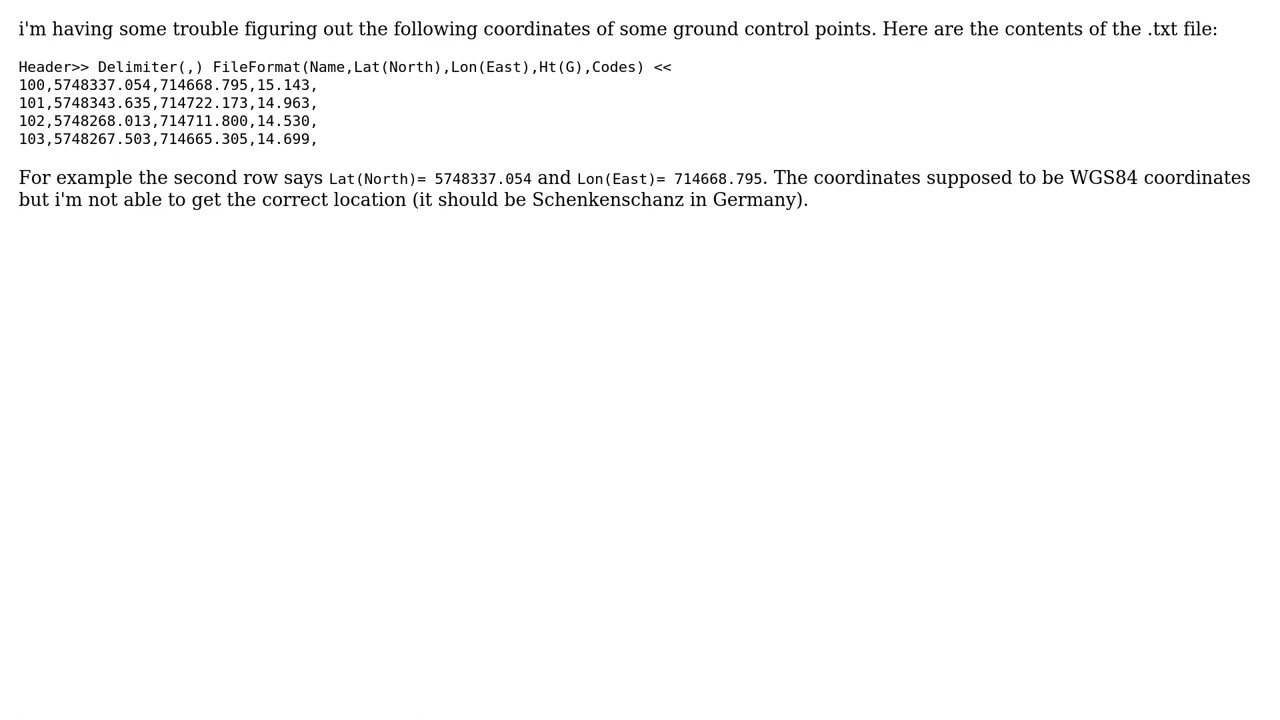 i'm having some trouble figuring out the following coordinates of some ground control points. Here are the contents of the .txt file:
Header>> Delimiter(,) FileFormat(Name,Lat(North),Lon(East),Ht(G),Codes) <<
100,5748337.054,714668.795,15.143,
101,5748343.635,714722.173,14.963,
102,5748268.013,714711.800,14.530,
103,5748267.503,714665.305,14.699,
For example the second row says Lat(North)= 5748337.054 and Lon(East)= 714668.795. The coordinates supposed to be WGS84 coordinates
but i'm not able to get the correct location (it should be Schenkenschanz in Germany).